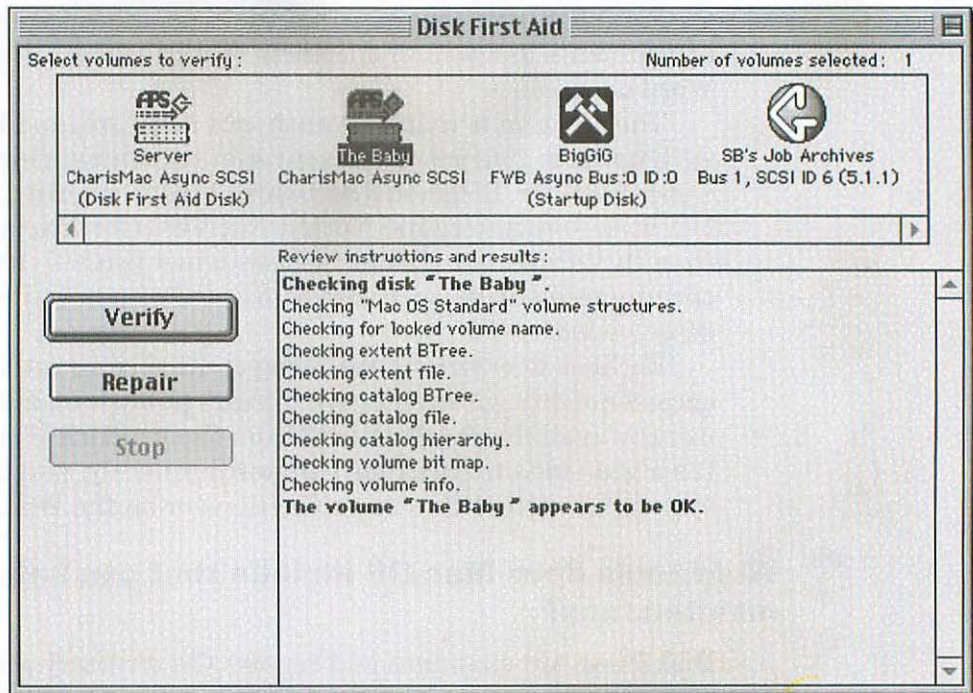 Disk First Aid
Select volumes to verify: Number of volumes selected: 1
APS APS
Server The Baby BigGiG SB's Job Archives
CharisMac Async SCSI CharisMac Async SCSI FWB Async Bus:0 ID:0 Bus 1, SCSI ID 6 (5.1.1)
(Disk First Aid Disk) (Startup Disk)
Review instructions and results:
Checking disk "The Baby".
Checking "Mac OS Standard" volume structures.
Checking for locked volume name.
Checking extent BTree.
Checking extent file.
Checking catalog BTree.
Checking catalog file.
Checking catalog hierarchy.
Checking volume bit map.
Checking volume info.
The volume "The Baby" appears to be OK.
Verify
Repair
Stop